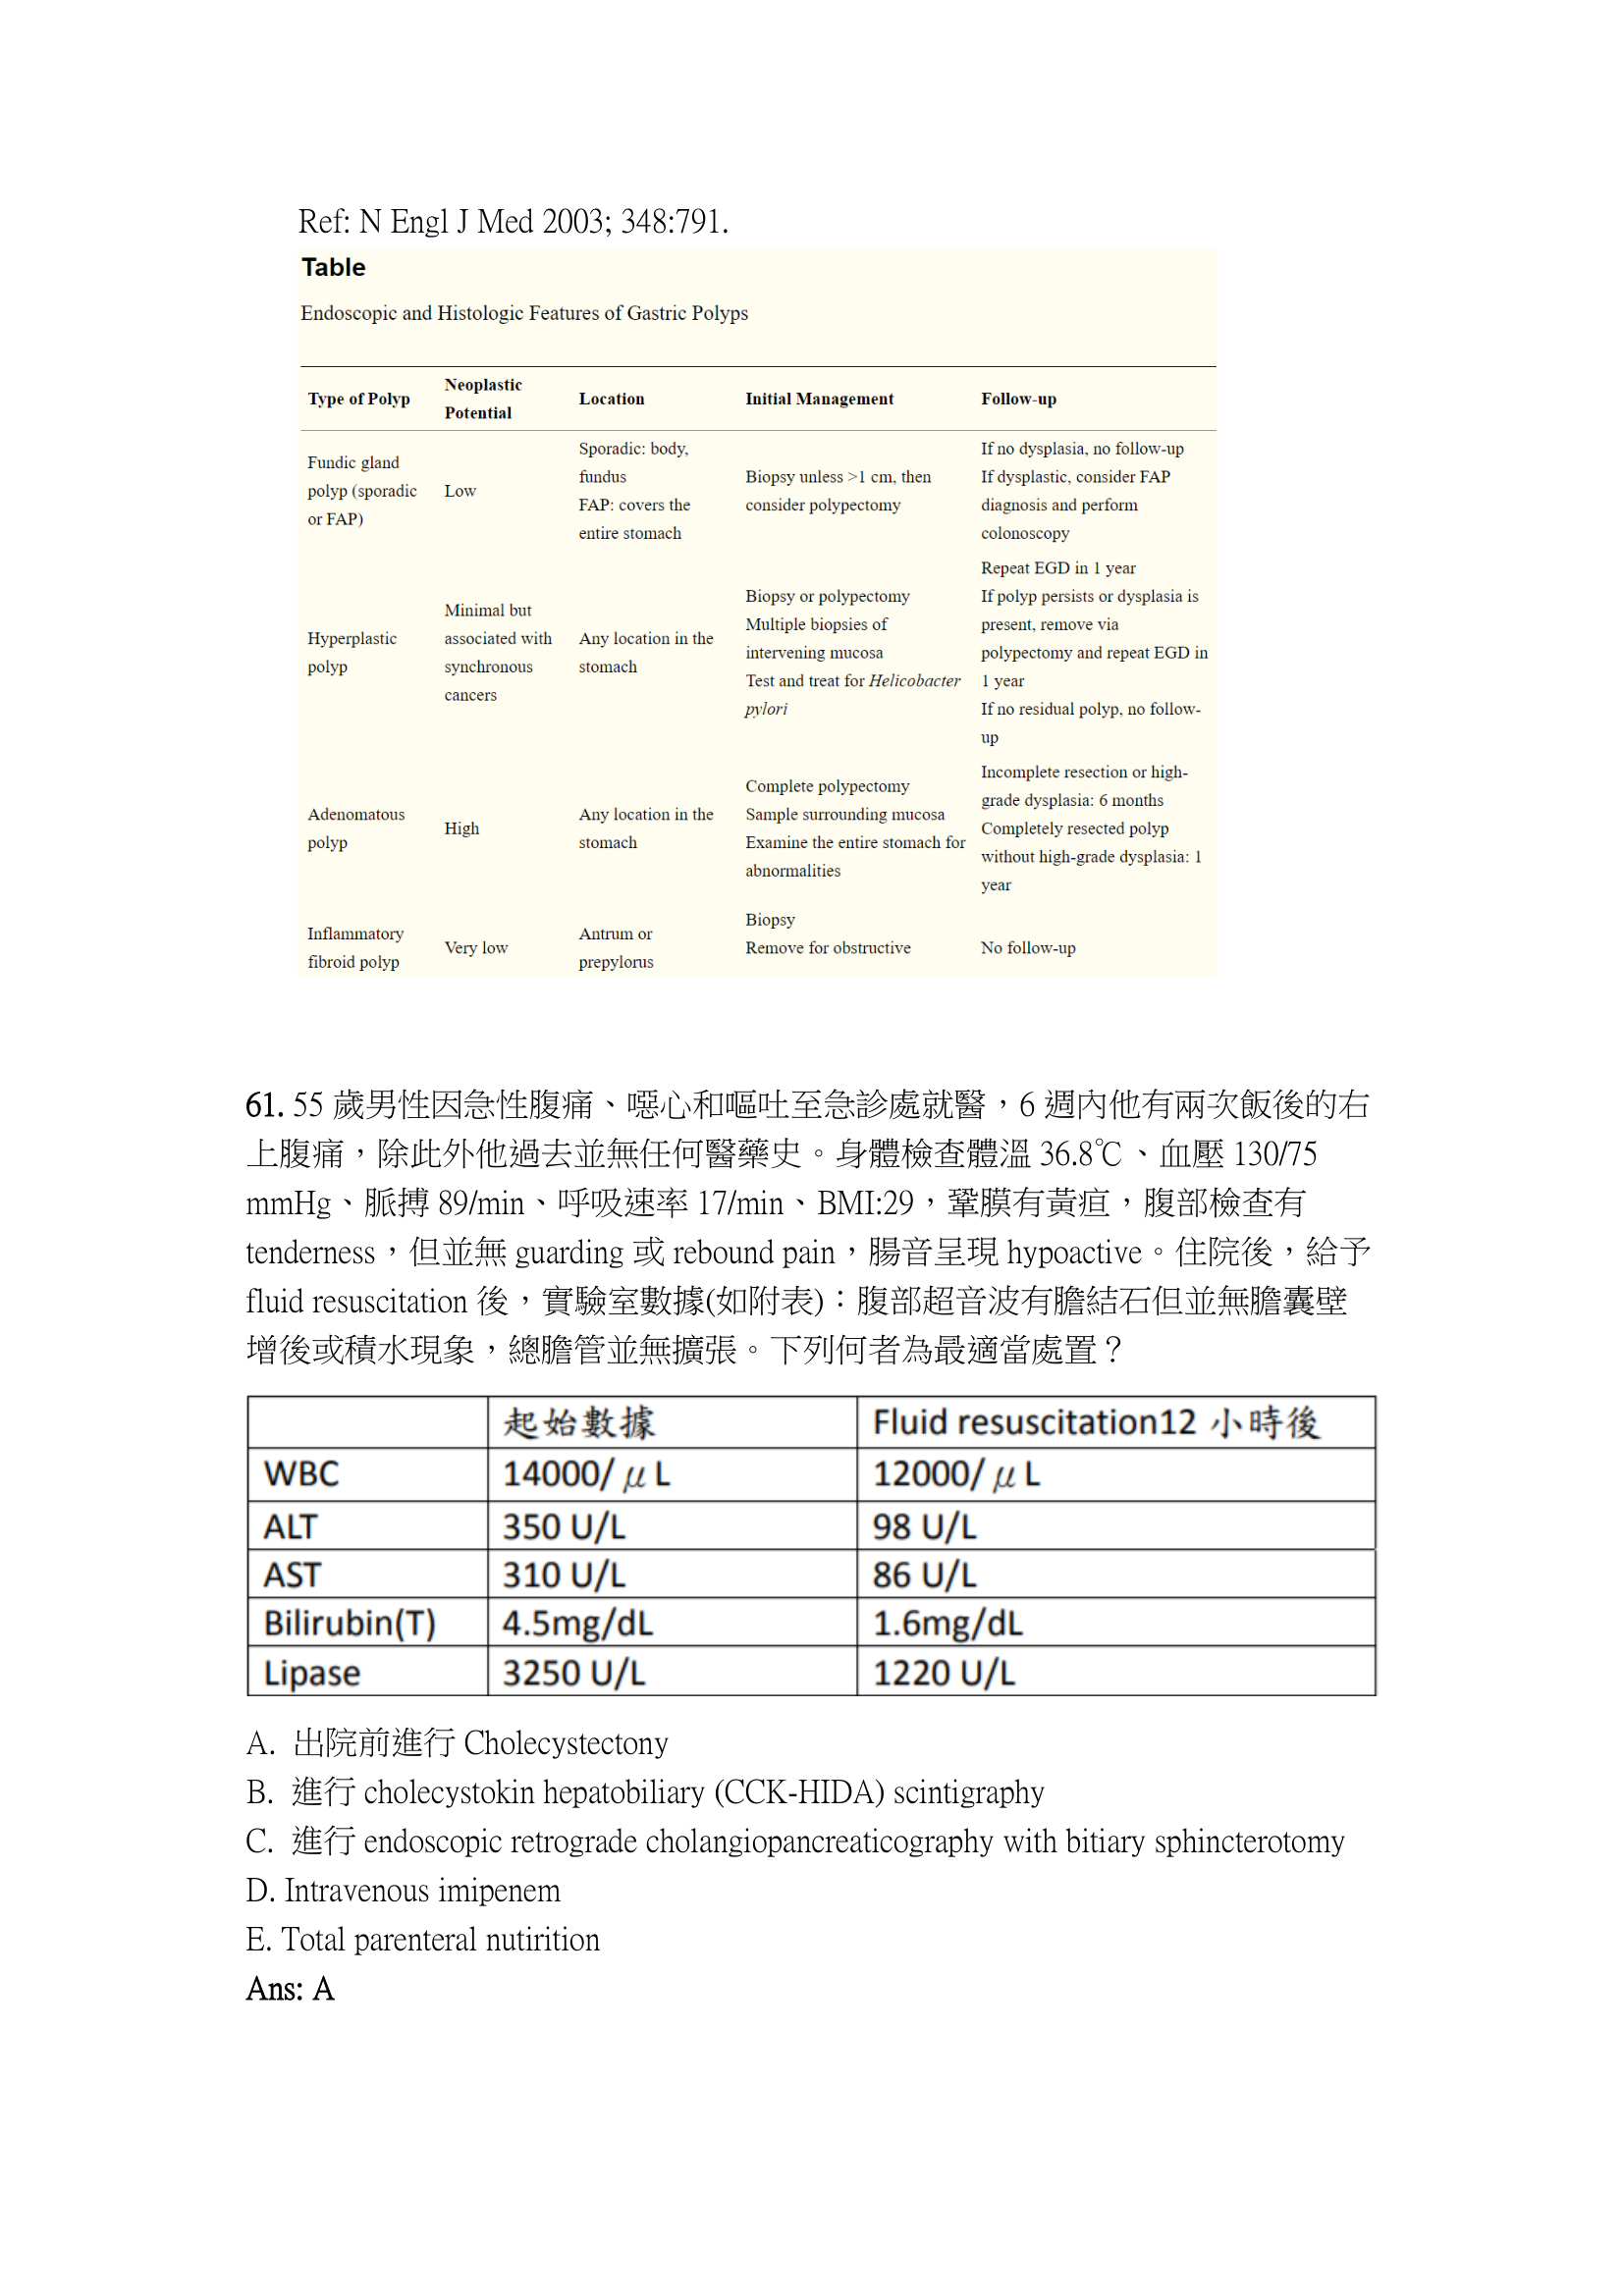 Ref: N Engl J Med 2003; 348:791.
Table
Endoscopic and Histologic Features of Gastric Polyps
Type of Polyp Neoplastic Potential Location Initial Management Follow-up
Fundic gland polyp (sporadic or FAP) Low Sporadic: body, fundus FAP: covers the entire stomach Biopsy unless >1 cm, then consider polypectomy If no dysplasia, no follow-up If dysplastic, consider FAP diagnosis and perform colonoscopy
Hyperplastic polyp Minimal but associated with synchronous cancers Any location in the stomach Biopsy or polypectomy Multiple biopsies of intervening mucosa Test and treat for Helicobacter pylori Repeat EGD in 1 year If polyp persists or dysplasia is present, remove via polypectomy and repeat EGD in 1 year If no residual polyp, no follow-up
Adenomatous polyp High Any location in the stomach Complete polypectomy Sample surrounding mucosa Examine the entire stomach for abnormalities Incomplete resection or high-grade dysplasia: 6 months Completely resected polyp without high-grade dysplasia: 1 year
Inflammatory fibroid polyp Very low Antrum or prepylorus Biopsy Remove for obstructive No follow-up
61. 55 歲男性因急性腹痛、噁心和嘔吐至急診處就醫，6 週內他有兩次飯後的右
上腹痛，除此外他過去並無任何醫藥史。身體檢查體溫 36.8℃、血壓 130/75
mmHg、脈搏 89/min、呼吸速率 17/min、BMI:29，鞏膜有黃疸，腹部檢查有
tenderness，但並無 guarding 或 rebound pain，腸音呈現 hypoactive。住院後，給予
fluid resuscitation 後，實驗室數據(如附表)：腹部超音波有膽結石但並無膽囊壁
增後或積水現象，總膽管並無擴張。下列何者為最適當處置？
起始數據 Fluid resuscitation12 小時後
WBC 14000/μL 12000/μL
ALT 350 U/L 98 U/L
AST 310 U/L 86 U/L
Bilirubin(T) 4.5mg/dL 1.6mg/dL
Lipase 3250 U/L 1220 U/L
A. 出院前進行 Cholecystectony
B. 進行 cholecystokin hepatobiliary (CCK-HIDA) scintigraphy
C. 進行 endoscopic retrograde cholangiopancreaticography with bitiary sphincterotomy
D. Intravenous imipenem
E. Total parenteral nutirition
Ans: A